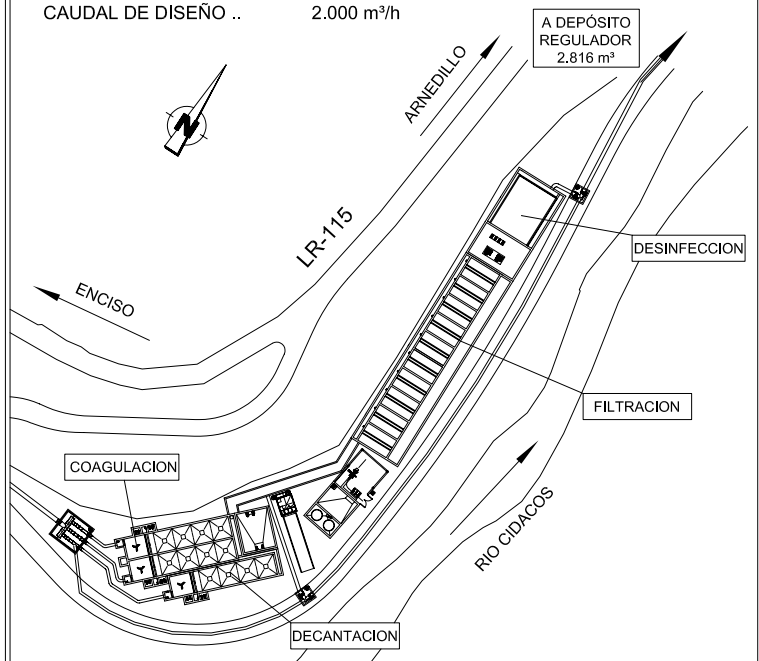 CAUDAL DE DISEÑO .. 2.000 m³/h
A DEPÓSITO
REGULADOR
2.816 m³
ARNEDILLO
N
LR-115
DESINFECCION
ENCISO
FILTRACION
COAGULACION
RIO CIDACOS
DECANTACION